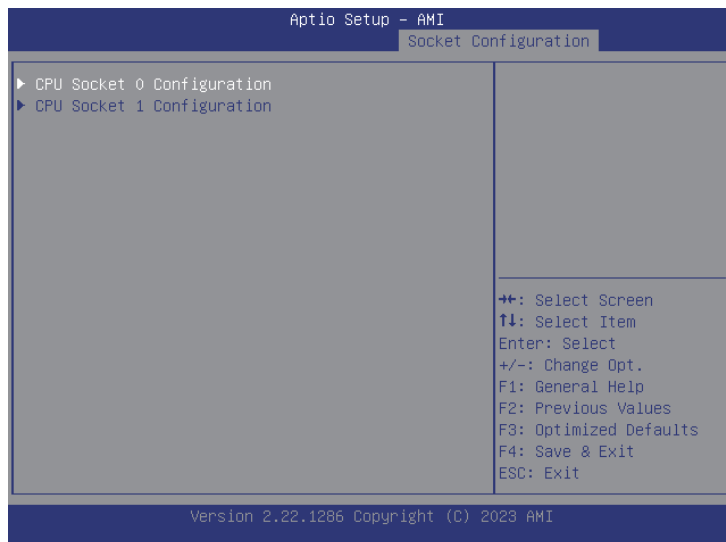 Aptio Setup – AMI
Socket Configuration
▶ CPU Socket 0 Configuration
▶ CPU Socket 1 Configuration
→←: Select Screen
↑↓: Select Item
Enter: Select
+/-: Change Opt.
F1: General Help
F2: Previous Values
F3: Optimized Defaults
F4: Save & Exit
ESC: Exit
Version 2.22.1286 Copyright (C) 2023 AMI